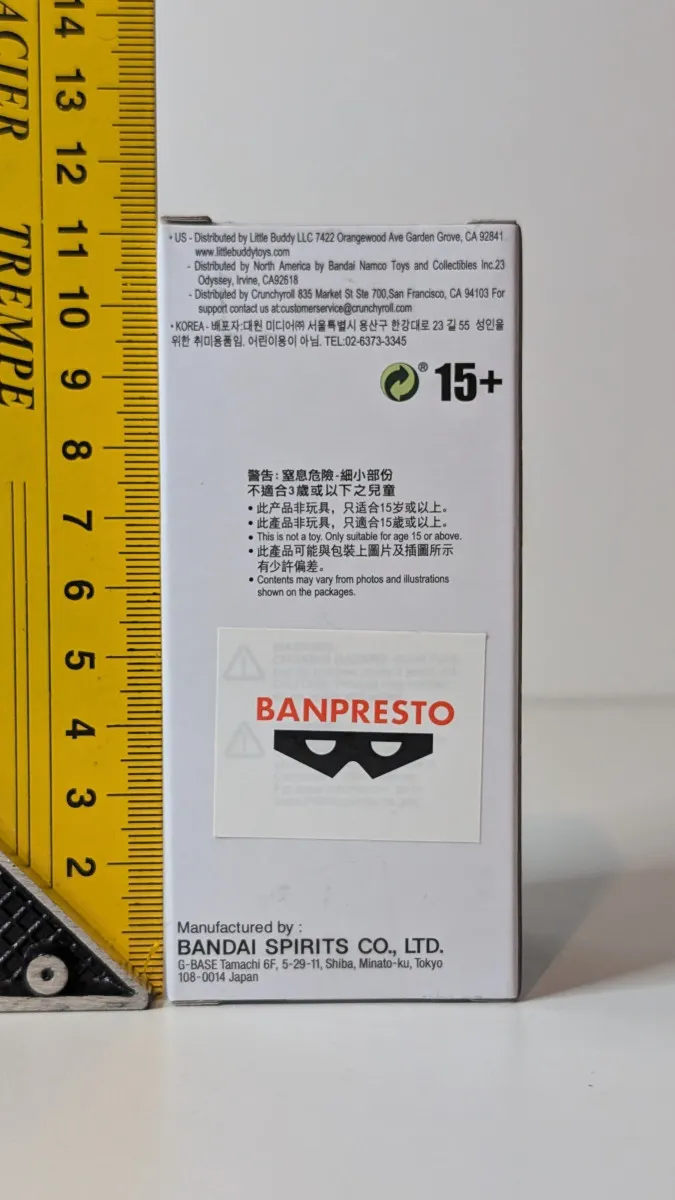 ACIER TREMPE
14
13
12
11
10
9
8
7
6
5
4
3
2
• US - Distributed by Little Buddy LLC 7422 Orangewood Ave Garden Grove, CA 92841
www.littlebuddytoys.com
- Distributed by North America by Bandai Namco Toys and Collectibles Inc.23
Odyssey, Irvine, CA92618
- Distributed by Crunchyroll 835 Market St Ste 700,San Francisco, CA 94103 For
support contact us at:customerservice@crunchyroll.com
• KOREA - 배포자:대원 미디어㈜ 서울특별시 용산구 한강대로 23 길 55 성인을
위한 취미용품임. 어린이용이 아님. TEL:02-6373-3345
® 15+
警告: 窒息危險-細小部份
不適合3歲或以下之兒童
• 此产品非玩具，只适合15岁或以上。
• 此產品非玩具，只適合15歲或以上。
• This is not a toy. Only suitable for age 15 or above.
• 此產品可能與包裝上圖片及插圖所示
有少許偏差。
• Contents may vary from photos and illustrations
shown on the packages.
BANPRESTO
Manufactured by :
BANDAI SPIRITS CO., LTD.
G-BASE Tamachi 6F, 5-29-11, Shiba, Minato-ku, Tokyo
108-0014 Japan